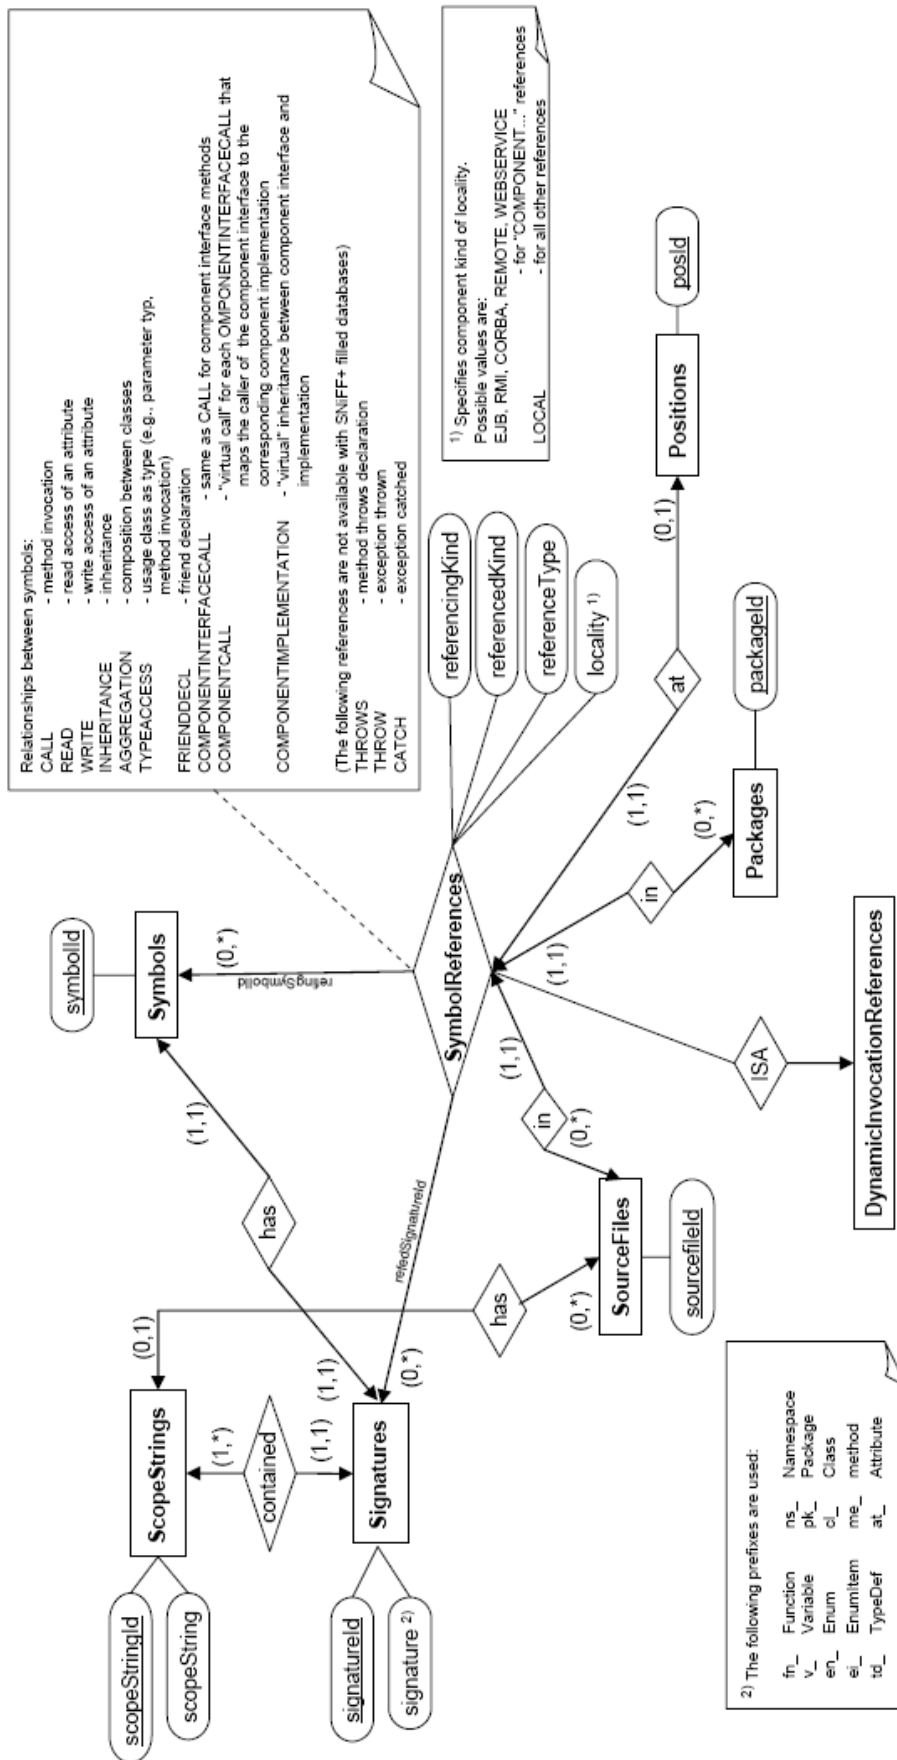 Relationships between symbols:
CALL - method invocation
READ - read access of an attribute
WRITE - write access of an attribute
INHERITANCE - inheritance
AGGREGATION - composition between classes
TYPEACCESS - usage class as type (e.g., parameter typ,
method invocation)
FRIENDDECL - friend declaration
COMPONENTINTERFACECALL - same as CALL for component interface methods
COMPONENTCALL - "virtual call" for each OMPONENTINTERFACECALL that
maps the caller of the component interface to the
corresponding component implementation
COMPONENTIMPLEMENTATION - "virtual" inheritance between component interface and
implementation
(The following references are not available with SNiFF+ filled databases)
THROWS - method throws declaration
THROW - exception thrown
CATCH - exception catched
scopeStringId
scopeString
ScopeStrings
(0,1)
(1,*)
contained
(1,1)
signatureId
signature 2)
Signatures
(1,1)
(0,*)
has
(1,1)
symbolId
Symbols
(0,*)
refingSymbolId
refedSignatureId
SymbolReferences
referencingKind
referencedKind
referenceType
locality 1)
1) Specifies component kind of locality.
Possible values are:
EJB, RMI, CORBA, REMOTE, WEBSERVICE
- for "COMPONENT..." references
LOCAL - for all other references
has
(0,*)
SourceFiles
sourcefileId
in
(0,*)
(1,1)
(1,1)
in
(0,*)
Packages
packageId
(1,1)
at
(0,1)
Positions
posId
ISA
DynamicInvocationReferences
2) The following prefixes are used:
fn_ Function ns_ Namespace
v_ Variable pk_ Package
en_ Enum cl_ Class
ei_ EnumItem me_ method
td_ TypeDef at_ Attribute